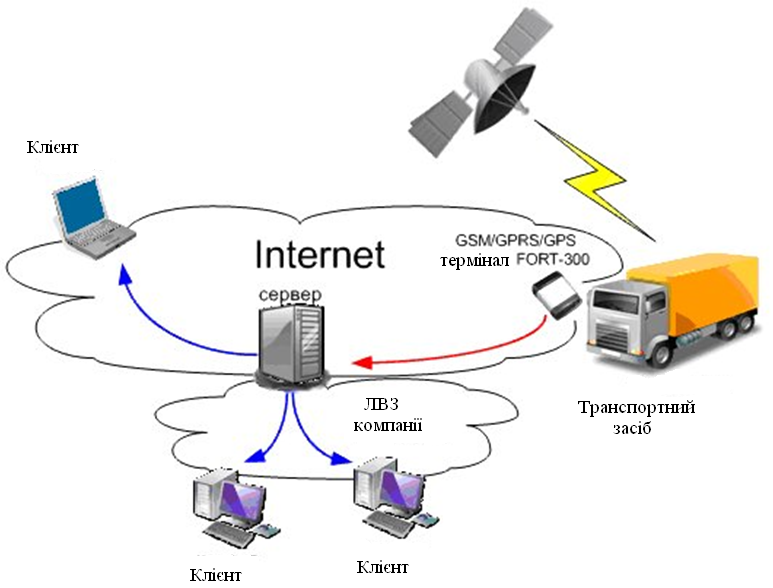 Клієнт
Internet
GSM/GPRS/GPS
термінал FORT-300
сервер
ЛВЗ
компанії
Транспортний
засіб
Клієнт
Клієнт